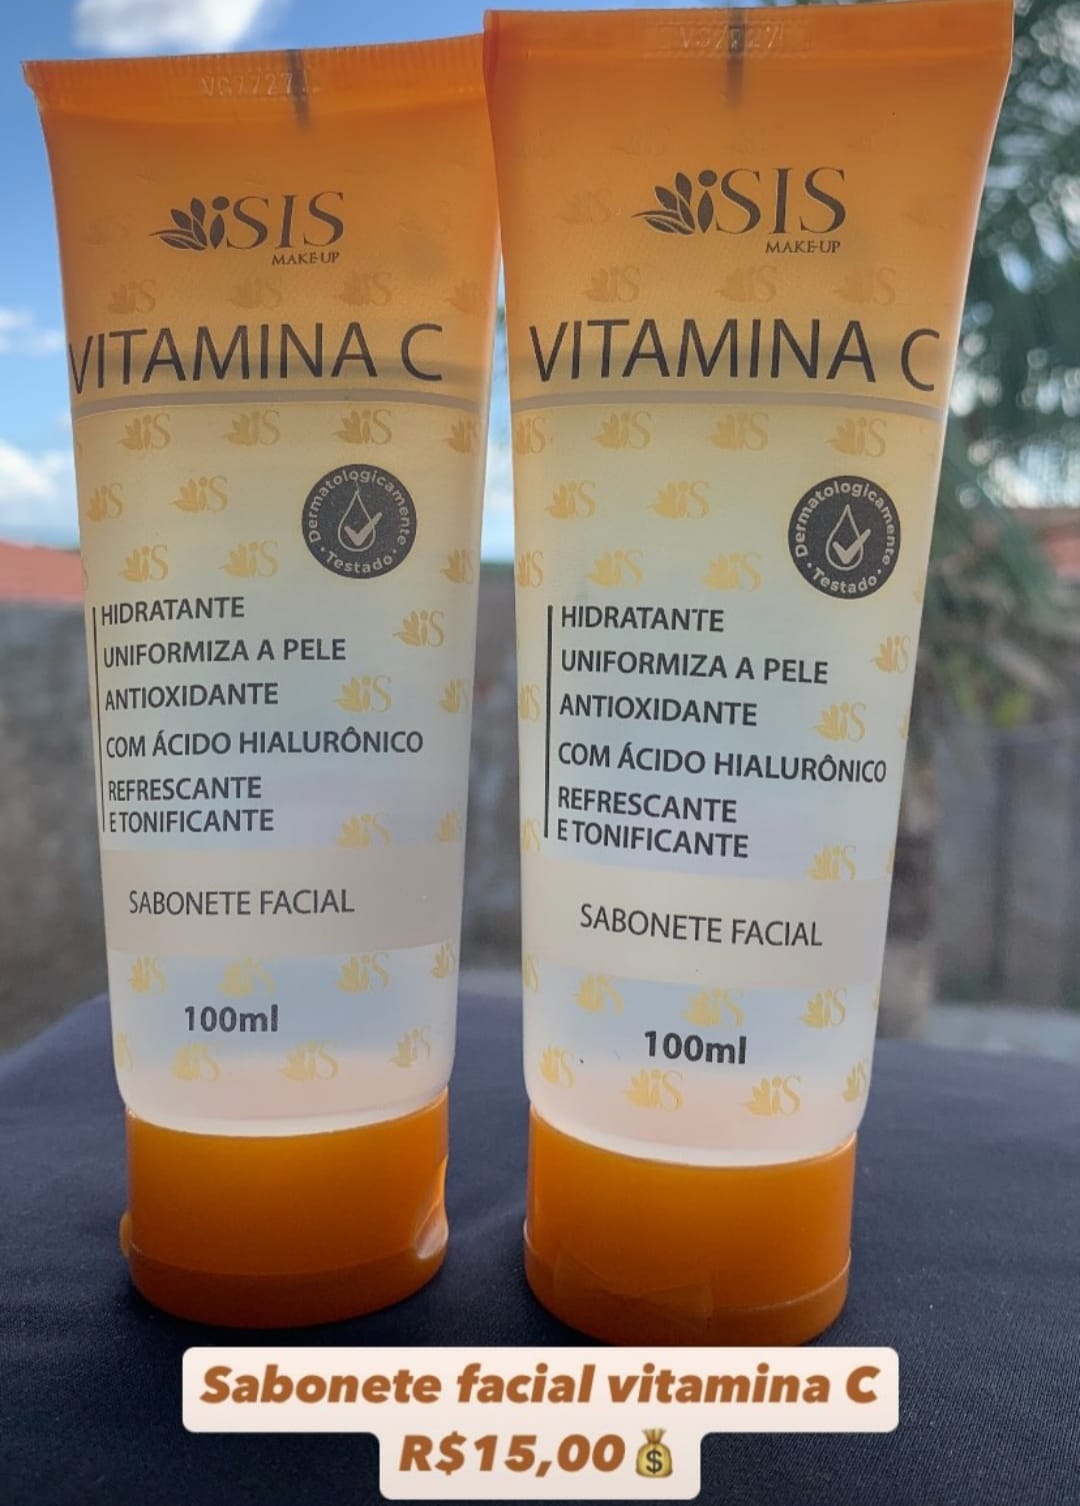 VG7727
iSIS
MAKE-UP
VITAMINA C
Dermatologicamente
Testado
HIDRATANTE
UNIFORMIZA A PELE
ANTIOXIDANTE
COM ÁCIDO HIALURÔNICO
REFRESCANTE
E TONIFICANTE
SABONETE FACIAL
100ml
VG7727
iSIS
MAKE-UP
VITAMINA C
Dermatologicamente
Testado
HIDRATANTE
UNIFORMIZA A PELE
ANTIOXIDANTE
COM ÁCIDO HIALURÔNICO
REFRESCANTE
E TONIFICANTE
SABONETE FACIAL
100ml
Sabonete facial vitamina C
R$15,00💰